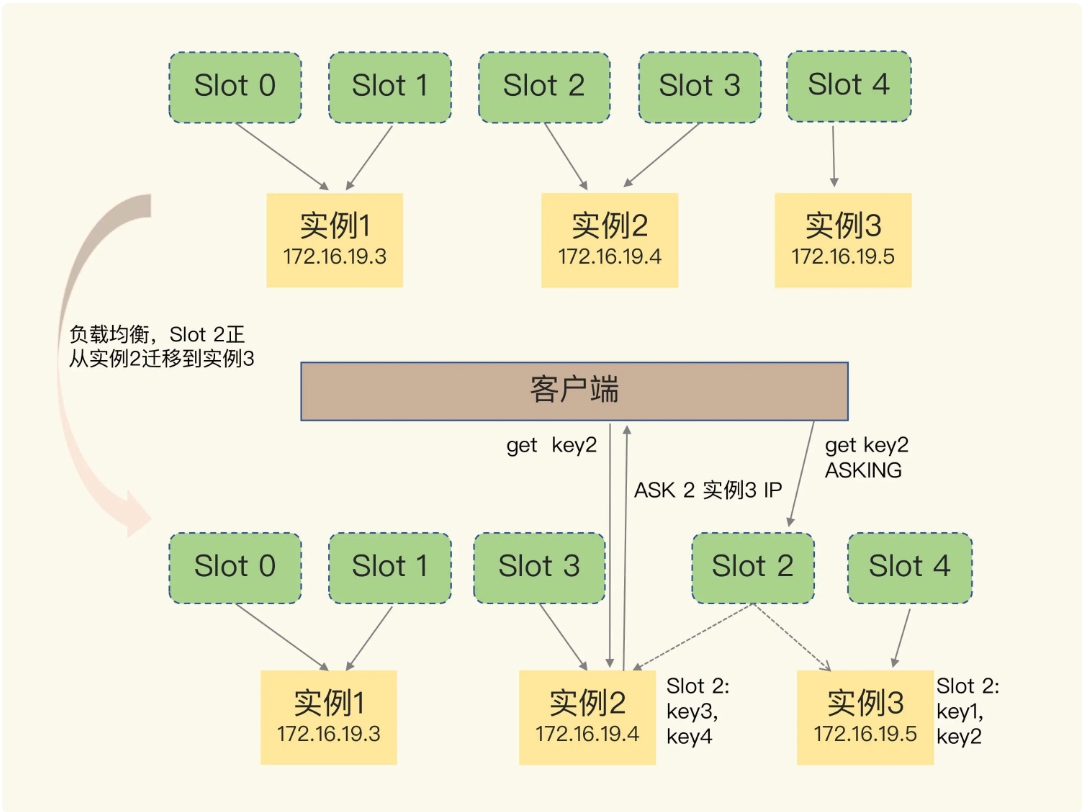 Slot 0
Slot 1
Slot 2
Slot 3
Slot 4
实例1
172.16.19.3
实例2
172.16.19.4
实例3
172.16.19.5
负载均衡，Slot 2正
从实例2迁移到实例3
客户端
get key2
ASK 2 实例3 IP
get key2
ASKING
Slot 0
Slot 1
Slot 3
Slot 2
Slot 4
实例1
172.16.19.3
实例2
172.16.19.4
Slot 2:
key3,
key4
实例3
172.16.19.5
Slot 2:
key1,
key2